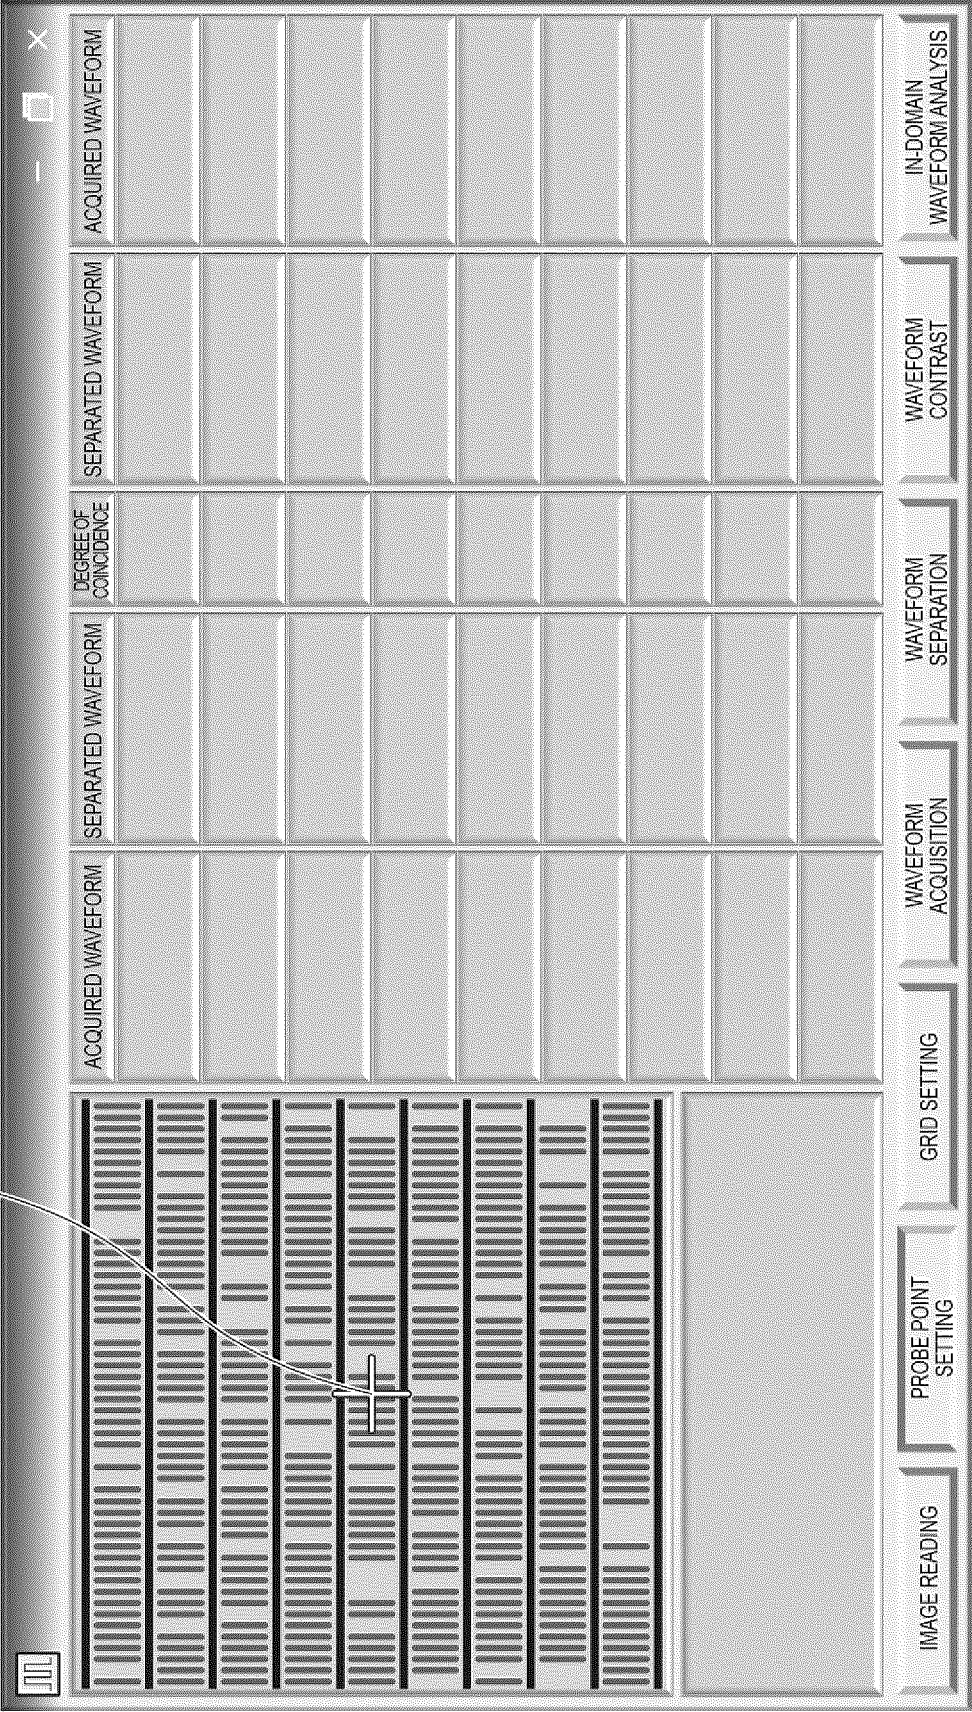 ACQUIRED WAVEFORM
SEPARATED WAVEFORM
DEGREE OF
COINCIDENCE
SEPARATED WAVEFORM
ACQUIRED WAVEFORM
IMAGE READING
PROBE POINT
SETTING
GRID SETTING
WAVEFORM
ACQUISITION
WAVEFORM
SEPARATION
WAVEFORM
CONTRAST
IN-DOMAIN
WAVEFORM ANALYSIS